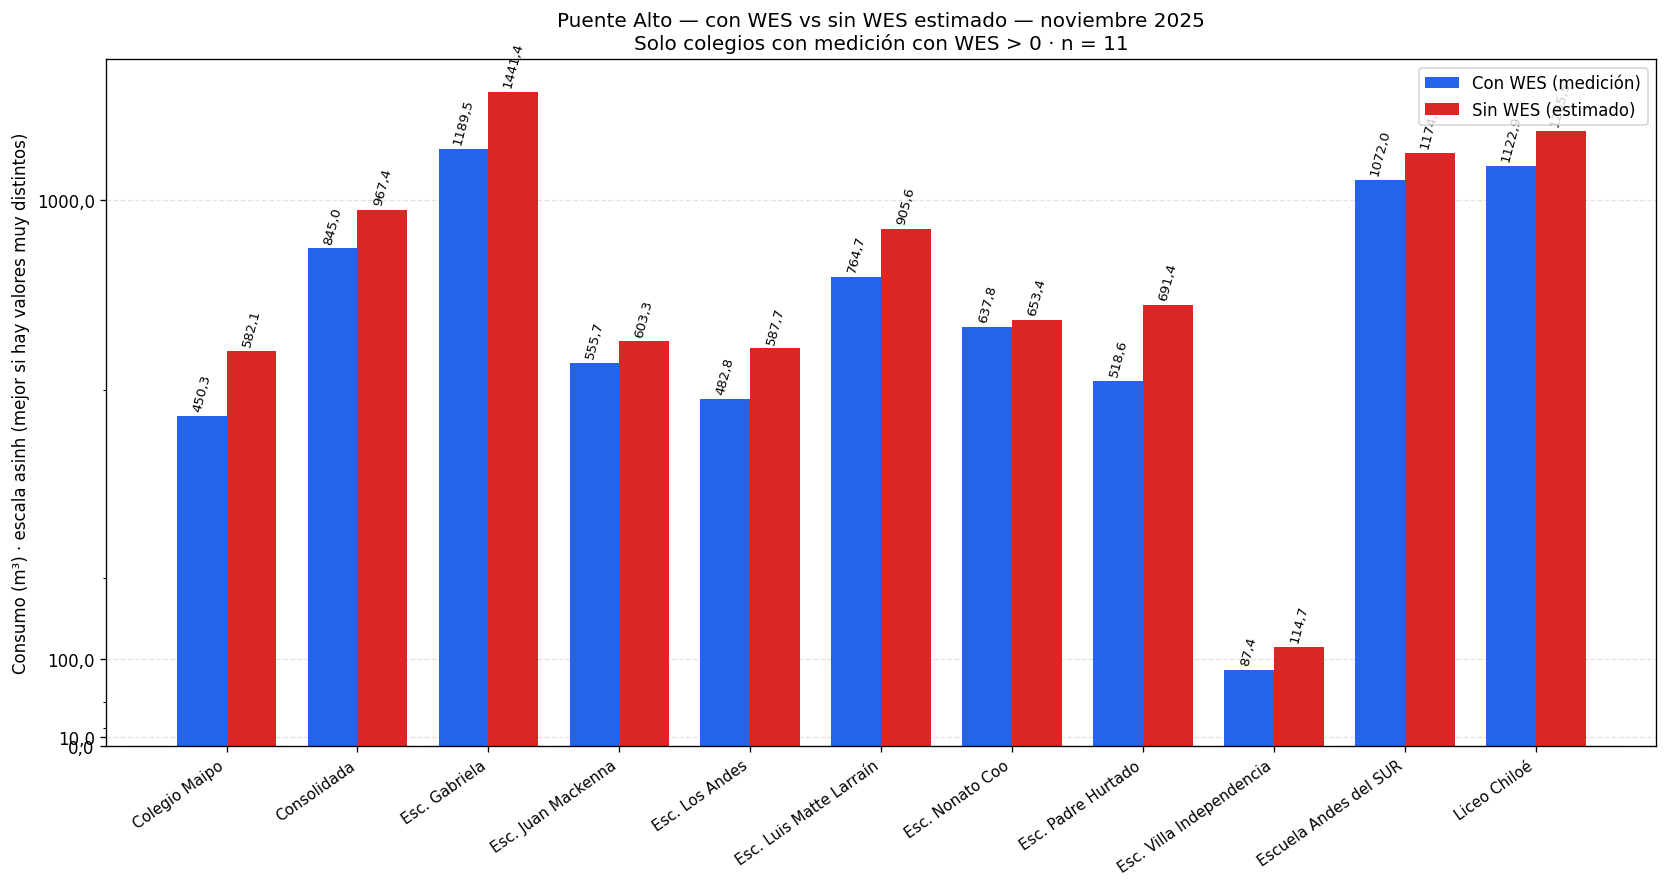 Puente Alto — con WES vs sin WES estimado — noviembre 2025
Solo colegios con medición con WES > 0 · n = 11
Con WES (medición)
Sin WES (estimado)
Consumo (m³) · escala asinh (mejor si hay valores muy distintos)
1000,0
100,0
10,0
0,0
450,3
582,1
845,0
967,4
1189,5
1441,4
555,7
603,3
482,8
587,7
764,7
905,6
637,8
653,4
518,6
691,4
87,4
114,7
1072,0
1122,9
Colegio Maipo
Consolidada
Esc. Gabriela
Esc. Juan Mackenna
Esc. Los Andes
Esc. Luis Matte Larraín
Esc. Nonato Coo
Esc. Padre Hurtado
Esc. Villa Independencia
Escuela Andes del SUR
Liceo Chiloé